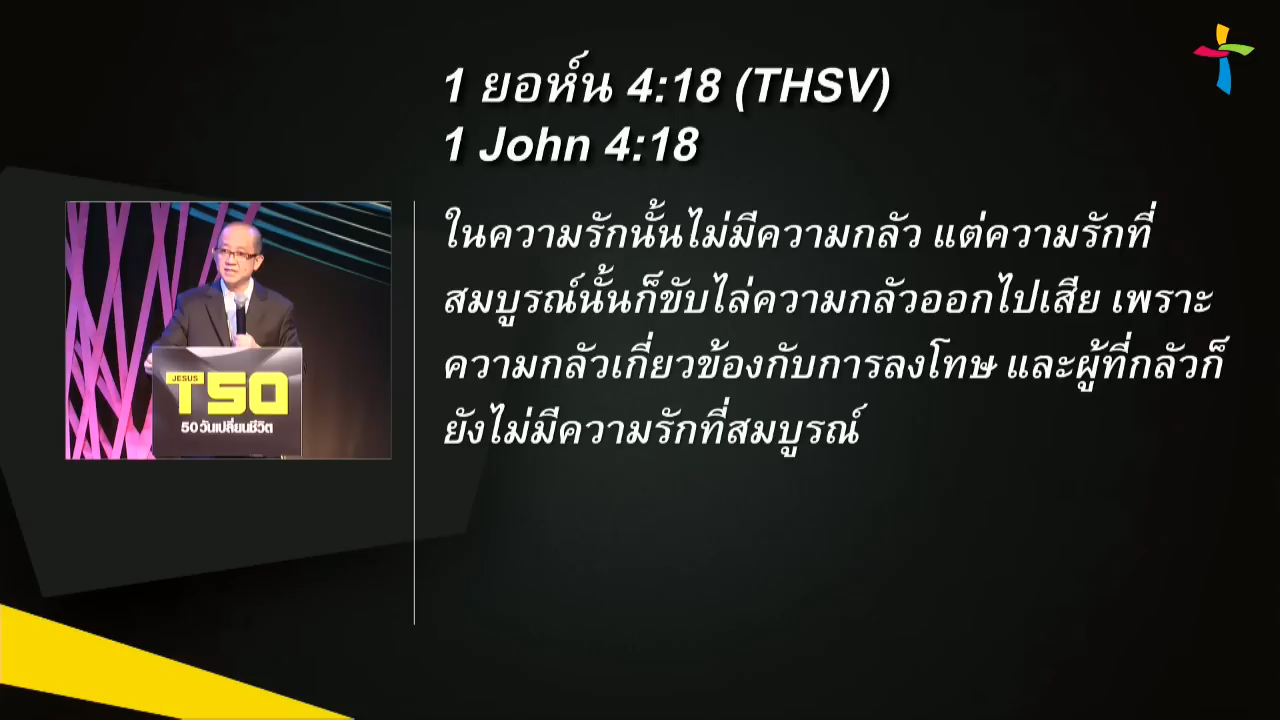 1 ยอห์น 4:18 (THSV)
1 John 4:18
ในความรักนั้นไม่มีความกลัว แต่ความรักที่
สมบูรณ์นั้นก็ขับไล่ความกลัวออกไปเสีย เพราะ
ความกลัวเกี่ยวข้องกับการลงโทษ และผู้ที่กลัวก็
ยังไม่มีความรักที่สมบูรณ์
JESUS
T50
50 วันเปลี่ยนชีวิต